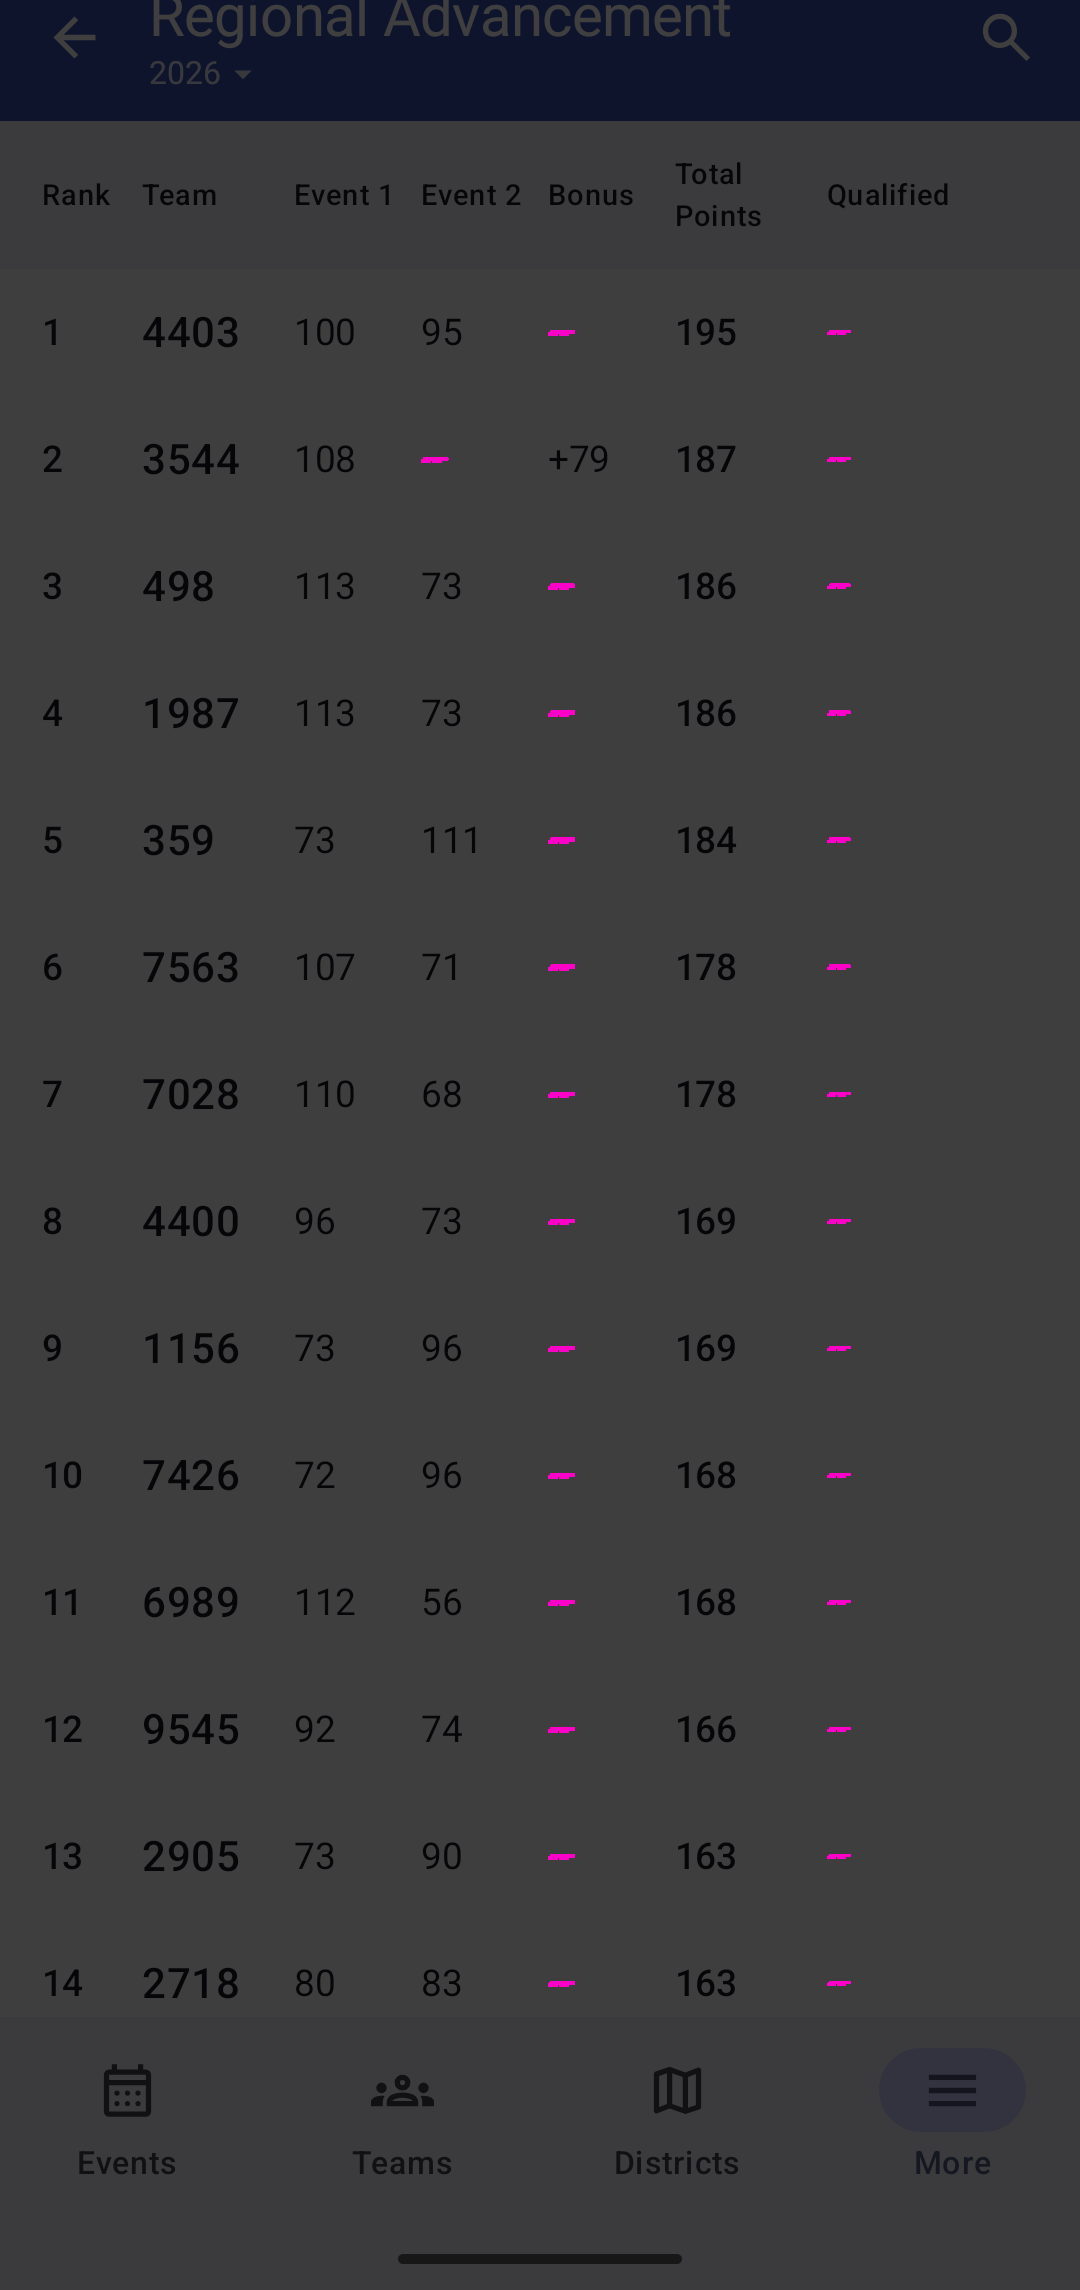 Regional Advancement
2026
Rank Team Event 1 Event 2 Bonus Total Points Qualified
1 4403 100 95 — 195 —
2 3544 108 — +79 187 —
3 498 113 73 — 186 —
4 1987 113 73 — 186 —
5 359 73 111 — 184 —
6 7563 107 71 — 178 —
7 7028 110 68 — 178 —
8 4400 96 73 — 169 —
9 1156 73 96 — 169 —
10 7426 72 96 — 168 —
11 6989 112 56 — 168 —
12 9545 92 74 — 166 —
13 2905 73 90 — 163 —
14 2718 80 83 — 163 —
Events Teams Districts More